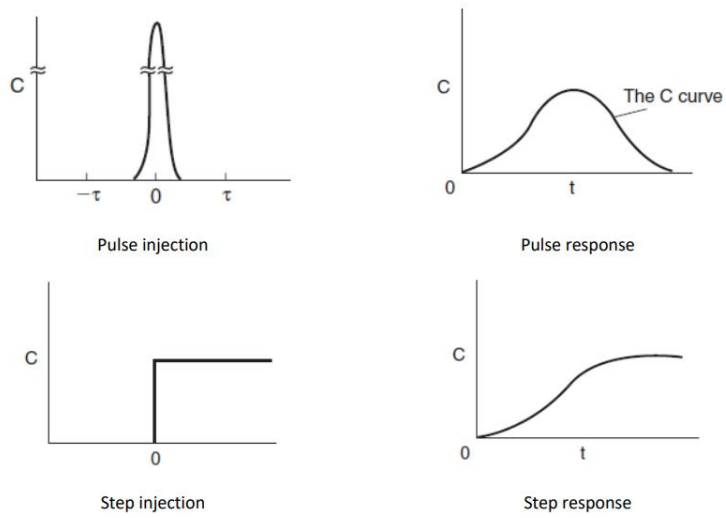 C
−τ 0 τ
Pulse injection
C
The C curve
0 t
Pulse response
C
0
Step injection
C
0 t
Step response